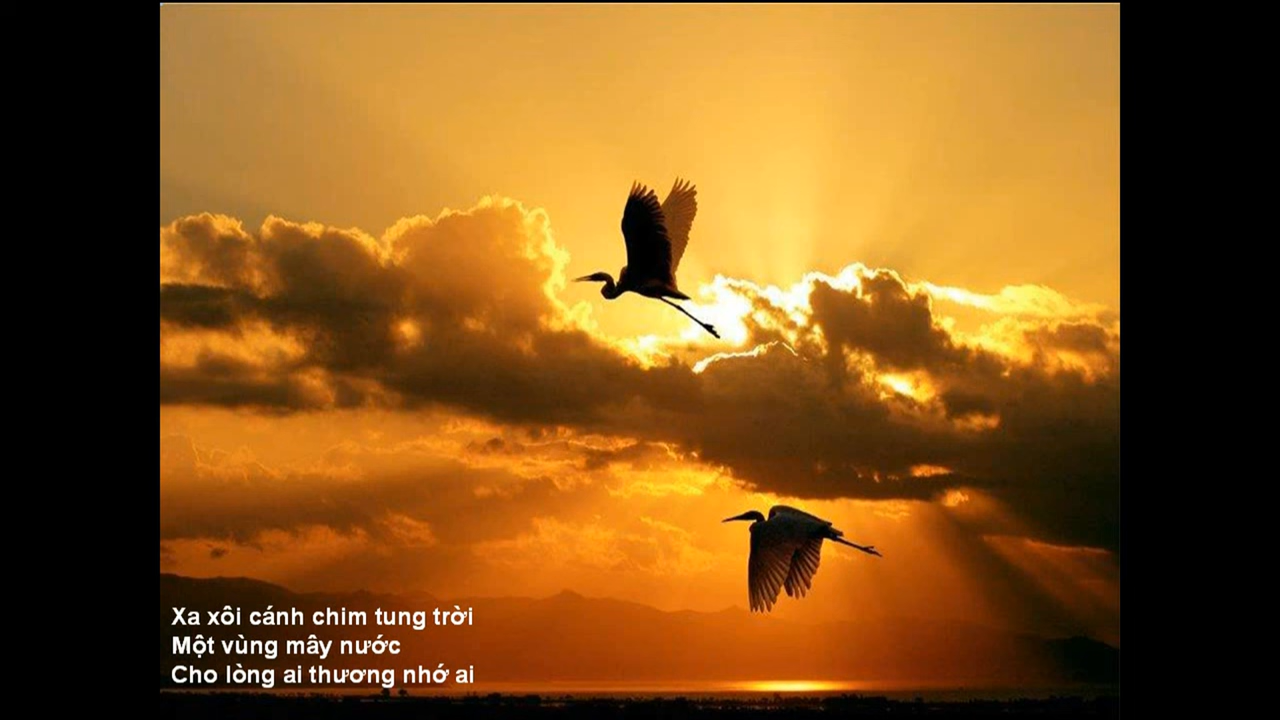 Xa xôi cánh chim tung trời
Một vùng mây nước
Cho lòng ai thương nhớ ai